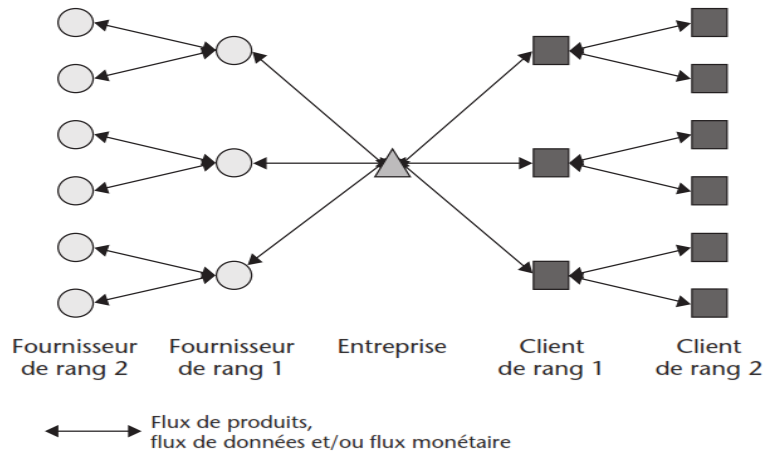 Fournisseur
de rang 2
Fournisseur
de rang 1
Entreprise
Client
de rang 1
Client
de rang 2
Flux de produits,
flux de données et/ou flux monétaire